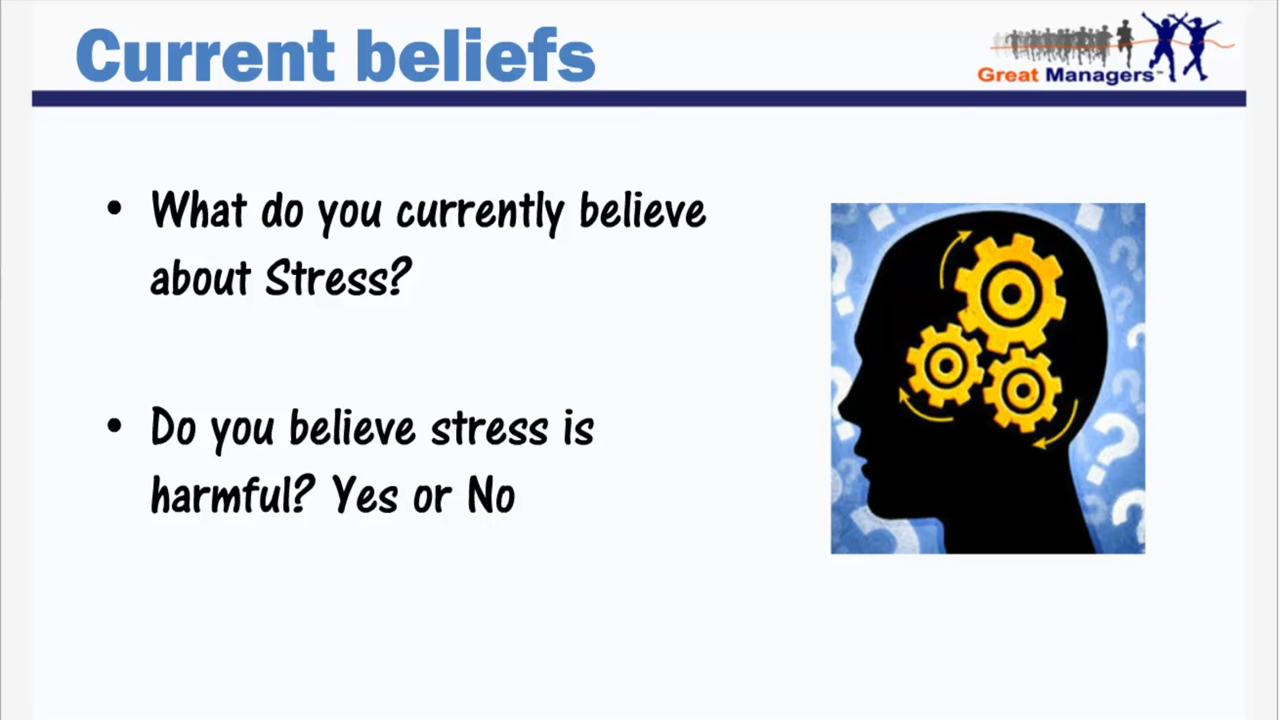 Current beliefs
Great Managers™
• What do you currently believe
about Stress?
• Do you believe stress is
harmful? Yes or No